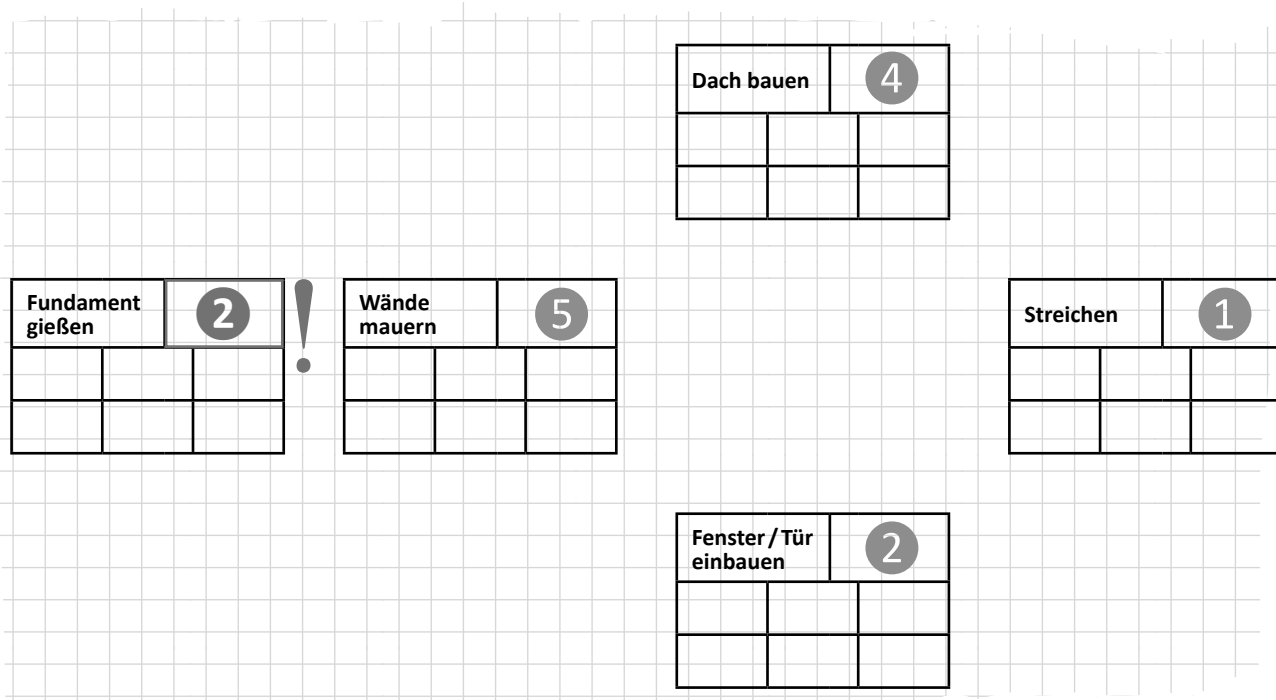 Dach bauen
4
Fundament
gießen
2
!
Wände
mauern
5
Streichen
1
Fenster / Tür
einbauen
2